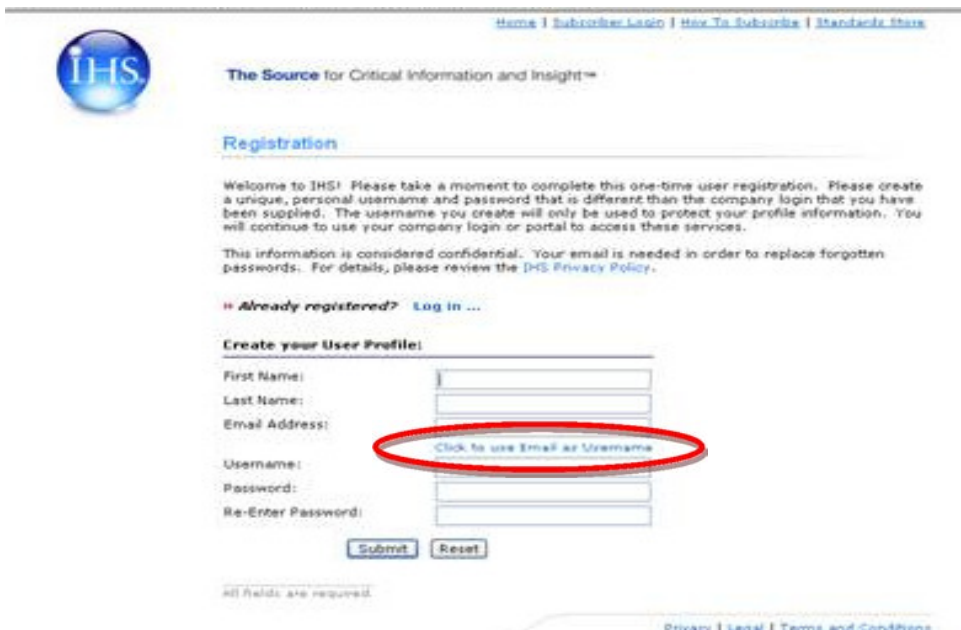 Home | Subscriber Login | How To Subscribe | Standards Store
IHS
The Source for Critical Information and Insight™
Registration
Welcome to IHS! Please take a moment to complete this one-time user registration. Please create
a unique, personal username and password that is different than the company login that you have
been supplied. The username you create will only be used to protect your profile information. You
will continue to use your company login or portal to access these services.
This information is considered confidential. Your email is needed in order to replace forgotten
passwords. For details, please review the IHS Privacy Policy.
» Already registered? Log in ...
Create your User Profile:
First Name:
Last Name:
Email Address:
Click to use Email as Username
Username:
Password:
Re-Enter Password:
Submit Reset
All fields are required.
Privacy | Legal | Terms and Conditions